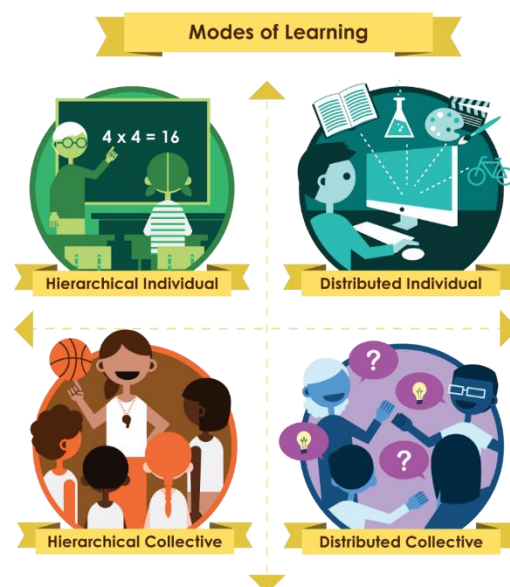 Modes of Learning
4 x 4 = 16
Hierarchical Individual
Distributed Individual
?
?
Hierarchical Collective
Distributed Collective